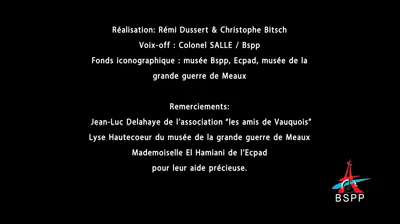 Réalisation: Rémi Dussert & Christophe Bitsch
Voix-off : Colonel SALLE / Bspp
Fonds iconographique : musée Bspp, Ecpad, musée de la
grande guerre de Meaux
Remerciements:
Jean-Luc Delahaye de l'association "les amis de Vauquois"
Lyse Hautecoeur du musée de la grande guerre de Meaux
Mademoiselle El Hamiani de l'Ecpad
pour leur aide précieuse.
BSPP